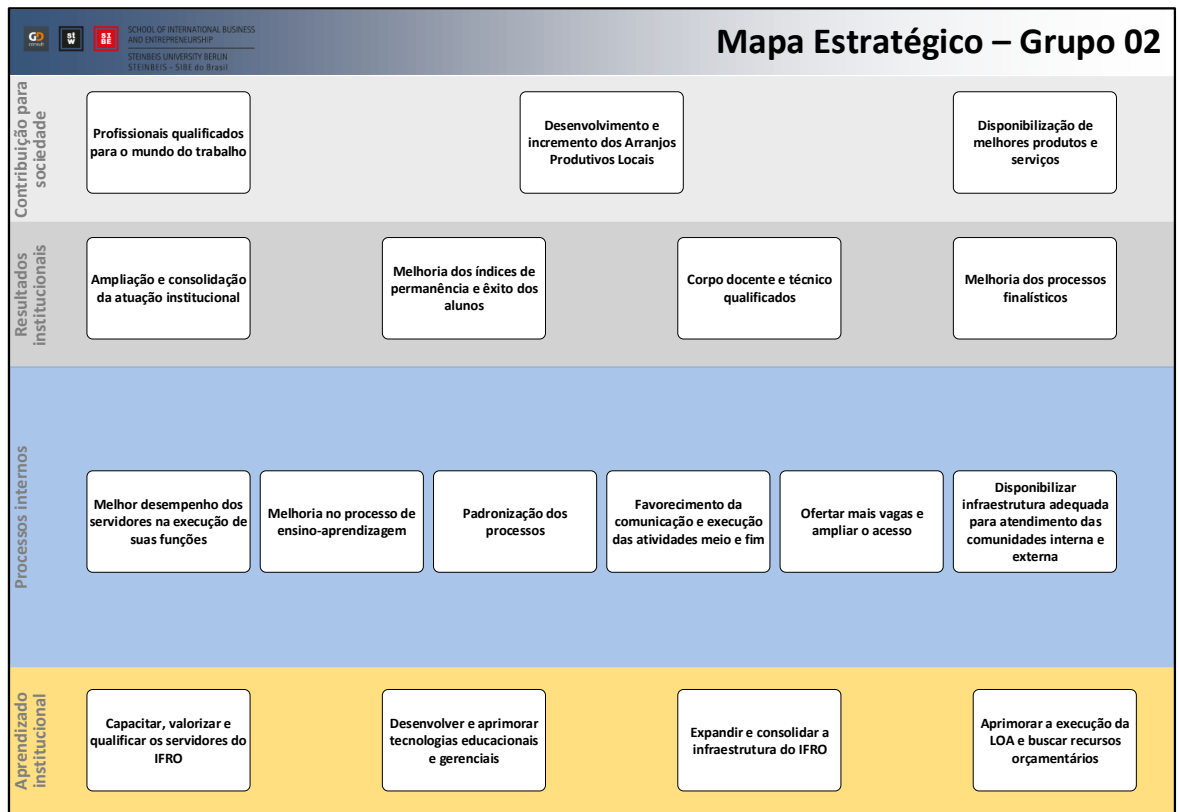 GD
consult
st
w
SI
BE
SCHOOL OF INTERNATIONAL BUSINESS
AND ENTREPRENEURSHIP
STEINBEIS UNIVERSITY BERLIN
STEINBEIS - SIBE do Brasil
Mapa Estratégico – Grupo 02
Contribuição para
sociedade
Profissionais qualificados
para o mundo do trabalho
Desenvolvimento e
incremento dos Arranjos
Produtivos Locais
Disponibilização de
melhores produtos e
serviços
Resultados
institucionais
Ampliação e consolidação
da atuação institucional
Melhoria dos índices de
permanência e êxito dos
alunos
Corpo docente e técnico
qualificados
Melhoria dos processos
finalísticos
Processos internos
Melhor desempenho dos
servidores na execução de
suas funções
Melhoria no processo de
ensino-aprendizagem
Padronização dos
processos
Favorecimento da
comunicação e execução
das atividades meio e fim
Ofertar mais vagas e
ampliar o acesso
Disponibilizar
infraestrutura adequada
para atendimento das
comunidades interna e
externa
Aprendizado
institucional
Capacitar, valorizar e
qualificar os servidores do
IFRO
Desenvolver e aprimorar
tecnologias educacionais
e gerenciais
Expandir e consolidar a
infraestrutura do IFRO
Aprimorar a execução da
LOA e buscar recursos
orçamentários